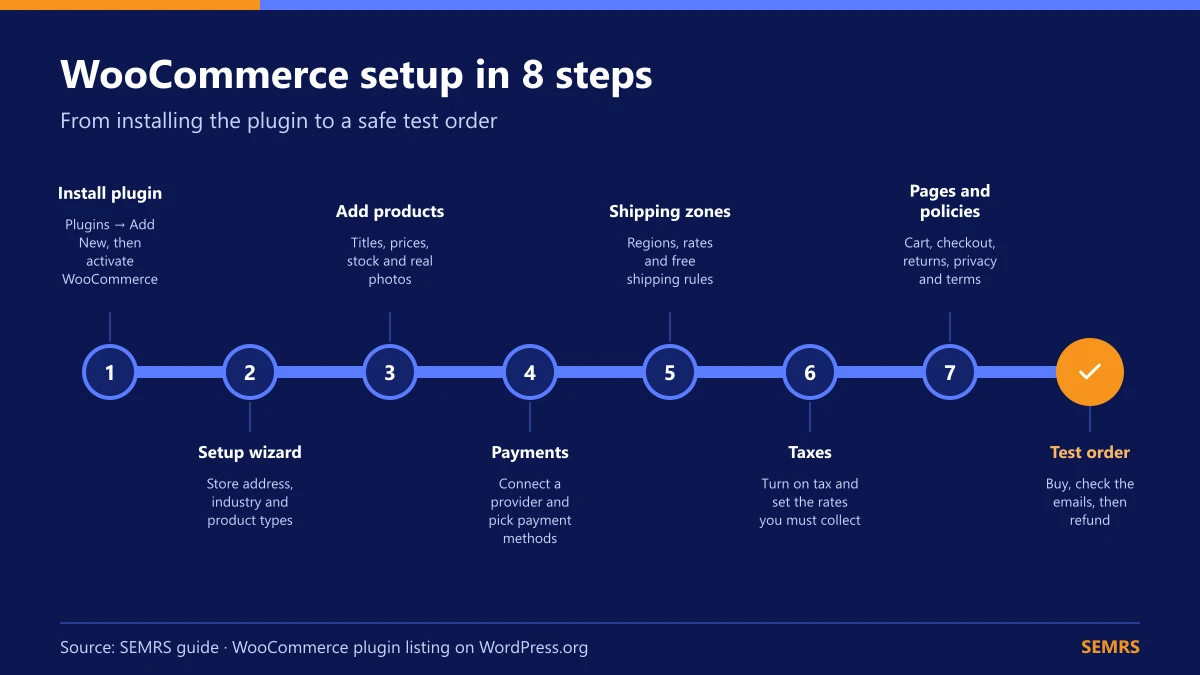 WooCommerce setup in 8 steps
From installing the plugin to a safe test order
Install plugin
Plugins → Add
New, then
activate
WooCommerce
Add products
Titles, prices,
stock and real
photos
Shipping zones
Regions, rates
and free
shipping rules
Pages and
policies
Cart, checkout,
returns, privacy
and terms
1
2
3
4
5
6
7
Setup wizard
Store address,
industry and
product types
Payments
Connect a
provider and
pick payment
methods
Taxes
Turn on tax and
set the rates
you must collect
Test order
Buy, check the
emails, then
refund
Source: SEMRS guide · WooCommerce plugin listing on WordPress.org
SEMRS